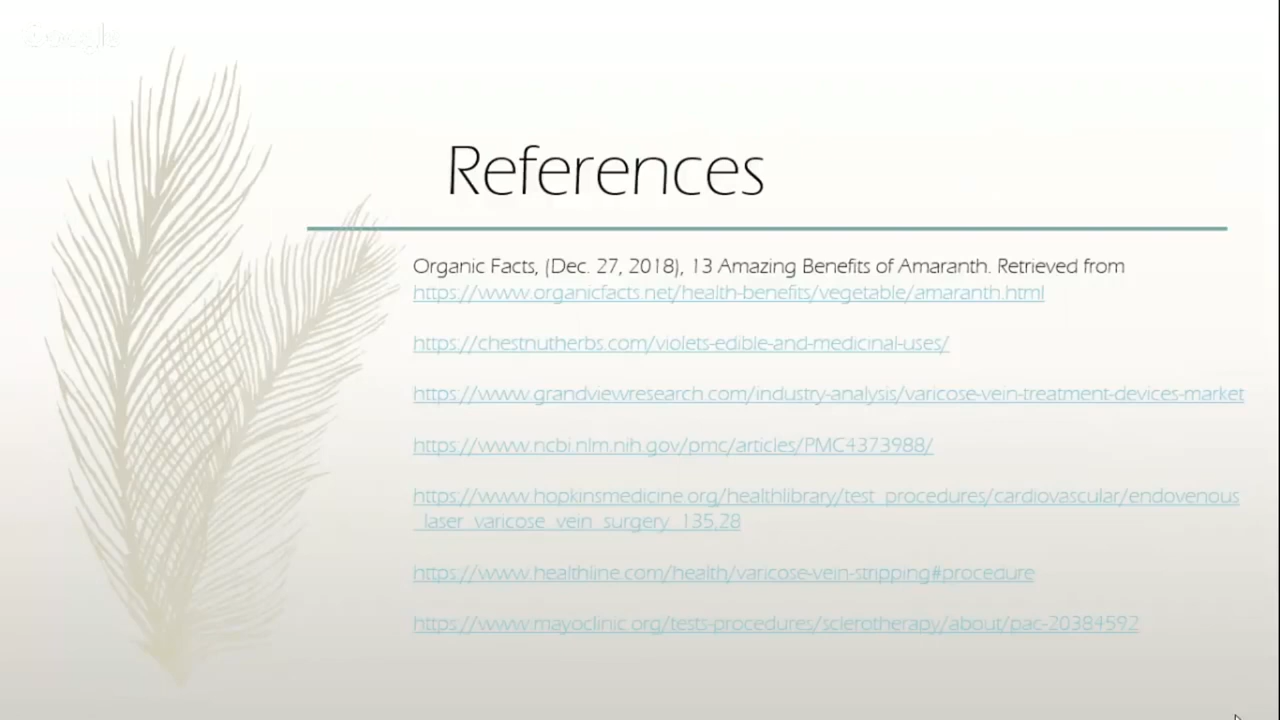 Google
References
Organic Facts, (Dec. 27, 2018), 13 Amazing Benefits of Amaranth. Retrieved from
https://www.organicfacts.net/health-benefits/vegetable/amaranth.html
https://chestnutherbs.com/violets-edible-and-medicinal-uses/
https://www.grandviewresearch.com/industry-analysis/varicose-vein-treatment-devices-market
https://www.ncbi.nlm.nih.gov/pmc/articles/PMC4373988/
https://www.hopkinsmedicine.org/healthlibrary/test_procedures/cardiovascular/endovenous
_laser_varicose_vein_surgery_135,28
https://www.healthline.com/health/varicose-vein-stripping#procedure
https://www.mayoclinic.org/tests-procedures/sclerotherapy/about/pac-20384592